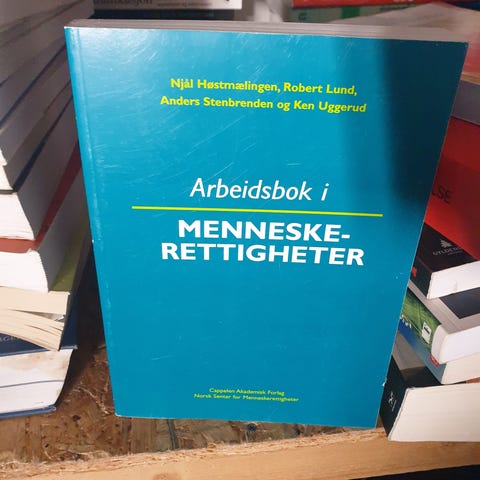 Njål Høstmælingen, Robert Lund,
Anders Stenbrenden og Ken Uggerud
Arbeidsbok i
MENNESKE-
RETTIGHETER
Cappelen Akademisk Forlag
Norsk Senter for Menneskerettigheter
GYLDENDAL